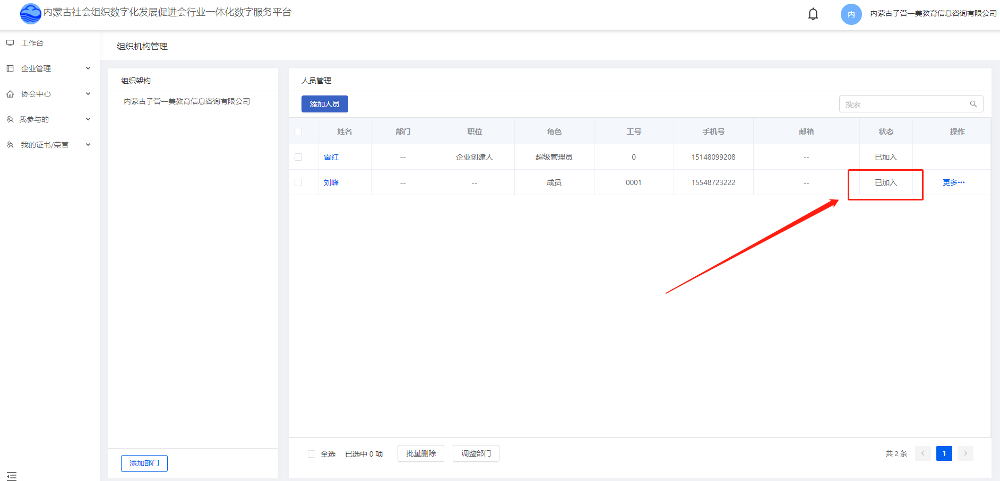 内蒙古社会组织数字化发展促进会行业一体化数字服务平台
内
内蒙古子誉一美教育信息咨询有限公司
工作台
企业管理
协会中心
我参与的
我的证书/荣誉
组织机构管理
组织架构
内蒙古子誉一美教育信息咨询有限公司
添加部门
人员管理
添加人员
搜索
姓名 部门 职位 角色 工号 手机号 邮箱 状态 操作
雷红 -- 企业创建人 超级管理员 0 15148099208 -- 已加入
刘峰 -- -- 成员 0001 15548723222 -- 已加入 更多···
全选 已选中 0 项 批量删除 调整部门 共 2 条 < 1 >